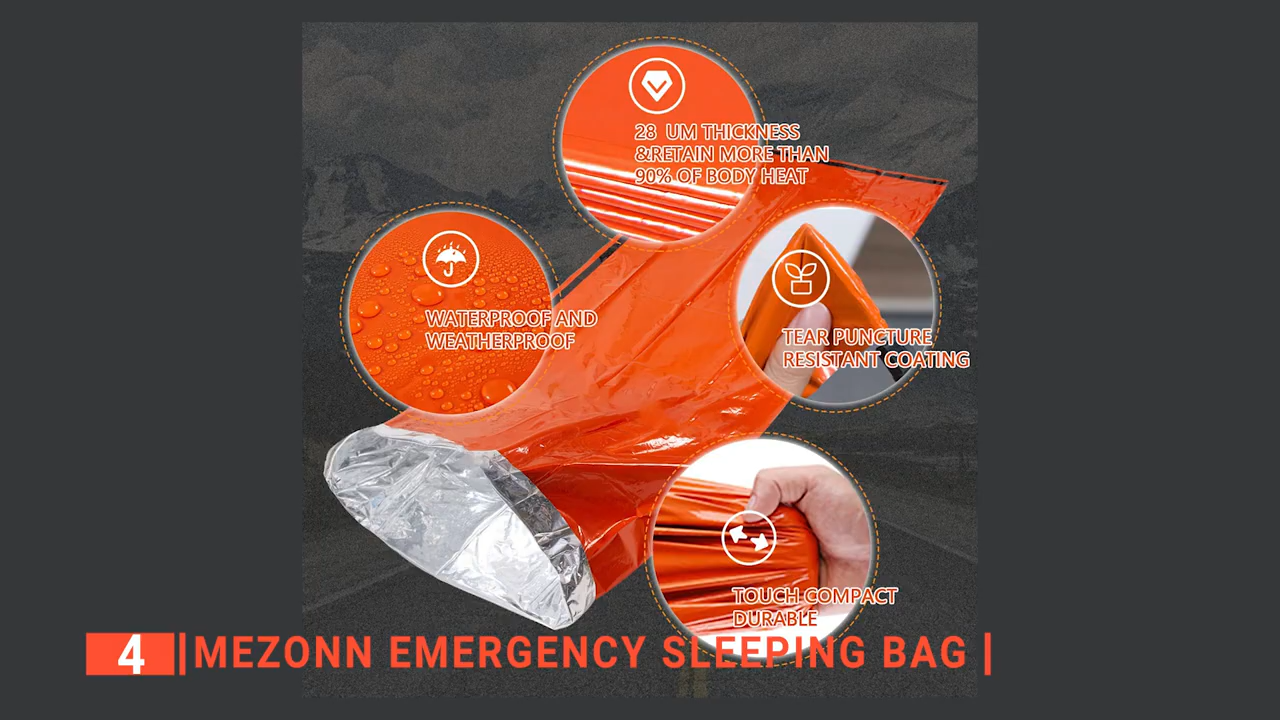 28 UM THICKNESS
&RETAIN MORE THAN
90% OF BODY HEAT
WATERPROOF AND
WEATHERPROOF
TEAR PUNCTURE
RESISTANT COATING
TOUCH COMPACT
DURABLE
4 |MEZONN EMERGENCY SLEEPING BAG |